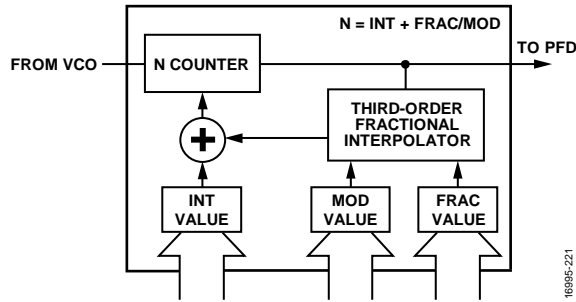 N = INT + FRAC/MOD
TO PFD
FROM VCO
N COUNTER
THIRD-ORDER
FRACTIONAL
INTERPOLATOR
+
INT
VALUE
MOD
VALUE
FRAC
VALUE
16995-221